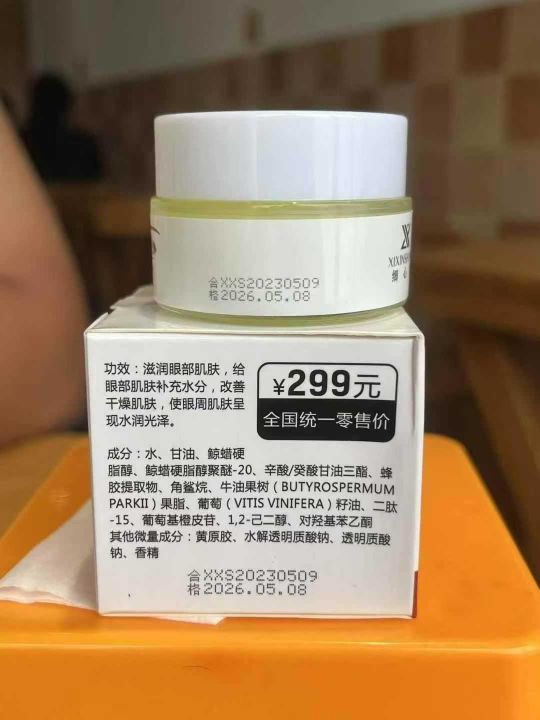 XIXINSH
细心
合XXS20230509
格2026.05.08
功效：滋润眼部肌肤，给
眼部肌肤补充水分，改善
干燥肌肤，使眼周肌肤呈
现水润光泽。
¥299元
全国统一零售价
成分：水、甘油、鲸蜡硬
脂醇、鲸蜡硬脂醇聚醚-20、辛酸/癸酸甘油三酯、蜂
胶提取物、角鲨烷、牛油果树（BUTYROSPERMUM
PARKII）果脂、葡萄（VITIS VINIFERA）籽油、二肽
-15、葡萄基橙皮苷、1,2-己二醇、对羟基苯乙酮
其他微量成分：黄原胶、水解透明质酸钠、透明质酸
钠、香精
合XXS20230509
格2026.05.08